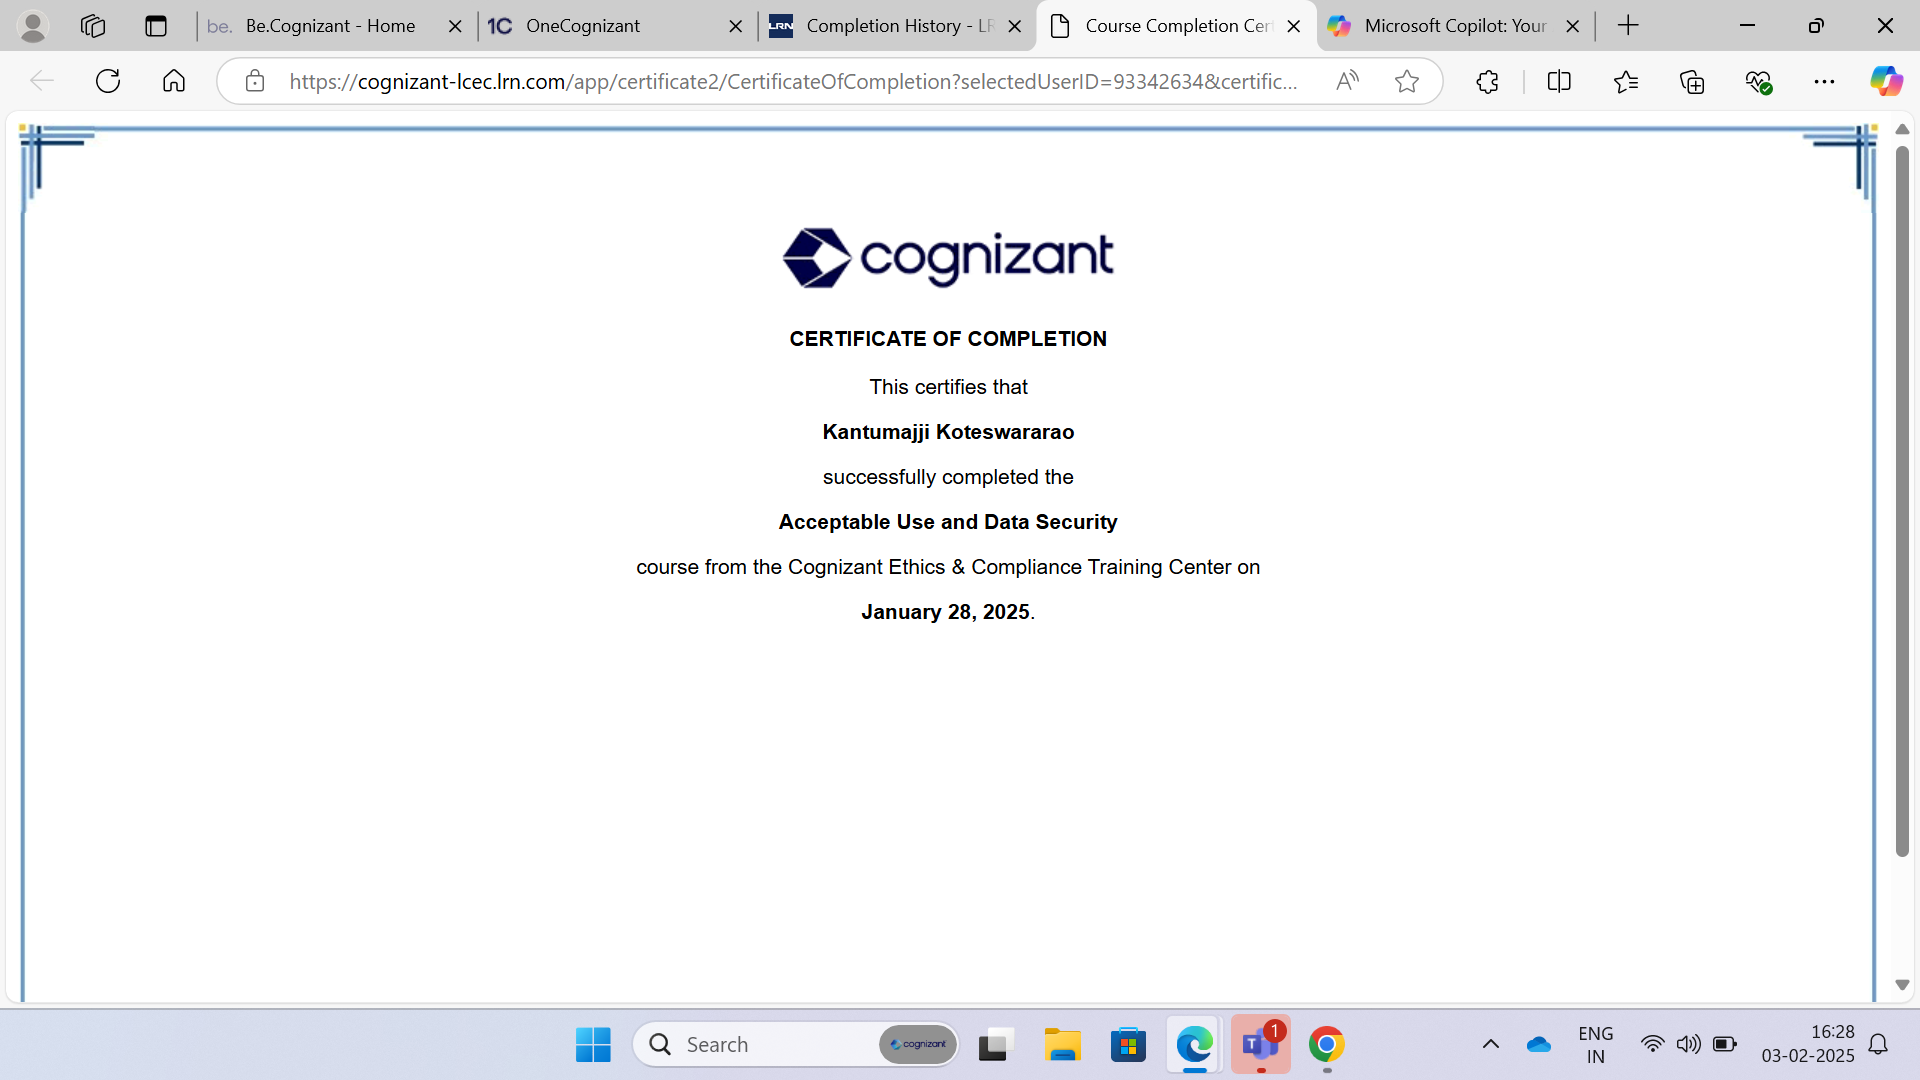 be. Be.Cognizant - Home
1C OneCognizant
LRN Completion History - LR
Course Completion Cert
Microsoft Copilot: Your
https://cognizant-lcec.lrn.com/app/certificate2/CertificateOfCompletion?selectedUserID=93342634&certific...
cognizant
CERTIFICATE OF COMPLETION
This certifies that
Kantumajji Koteswararao
successfully completed the
Acceptable Use and Data Security
course from the Cognizant Ethics & Compliance Training Center on
January 28, 2025.
Search
cognizant
T
1
ENG
IN
16:28
03-02-2025